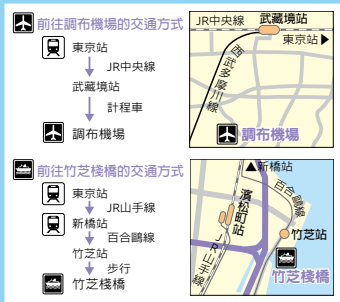 前往調布機場的交通方式
東京站
JR中央線
武藏境站
計程車
調布機場
JR中央線
武藏境站
東京站▶
西武多摩川線
調布機場
前往竹芝棧橋的交通方式
東京站
JR山手線
新橋站
百合鷗線
竹芝站
步行
竹芝棧橋
▲新橋站
百合鷗線
濱松町站
竹芝站
JR山手線
竹芝棧橋